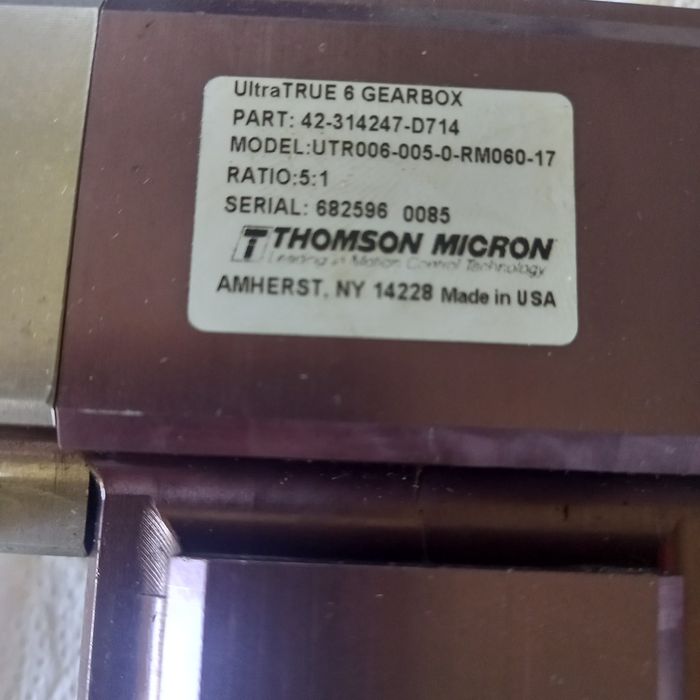 UltraTRUE 6 GEARBOX
PART: 42-314247-D714
MODEL:UTR006-005-0-RM060-17
RATIO:5:1
SERIAL: 682596 0085
THOMSON MICRON
Leading in Motion Control Technology
AMHERST, NY 14228 Made in USA